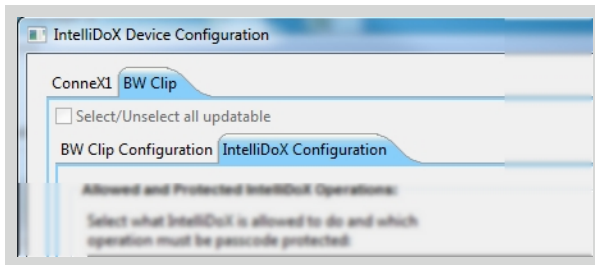 IntelliDoX Device Configuration
ConneX1 BW Clip
Select/Unselect all updatable
BW Clip Configuration IntelliDoX Configuration
Allowed and Protected IntelliDoX Operations:
Select what IntelliDoX is allowed to do and which
operation must be passcode protected: